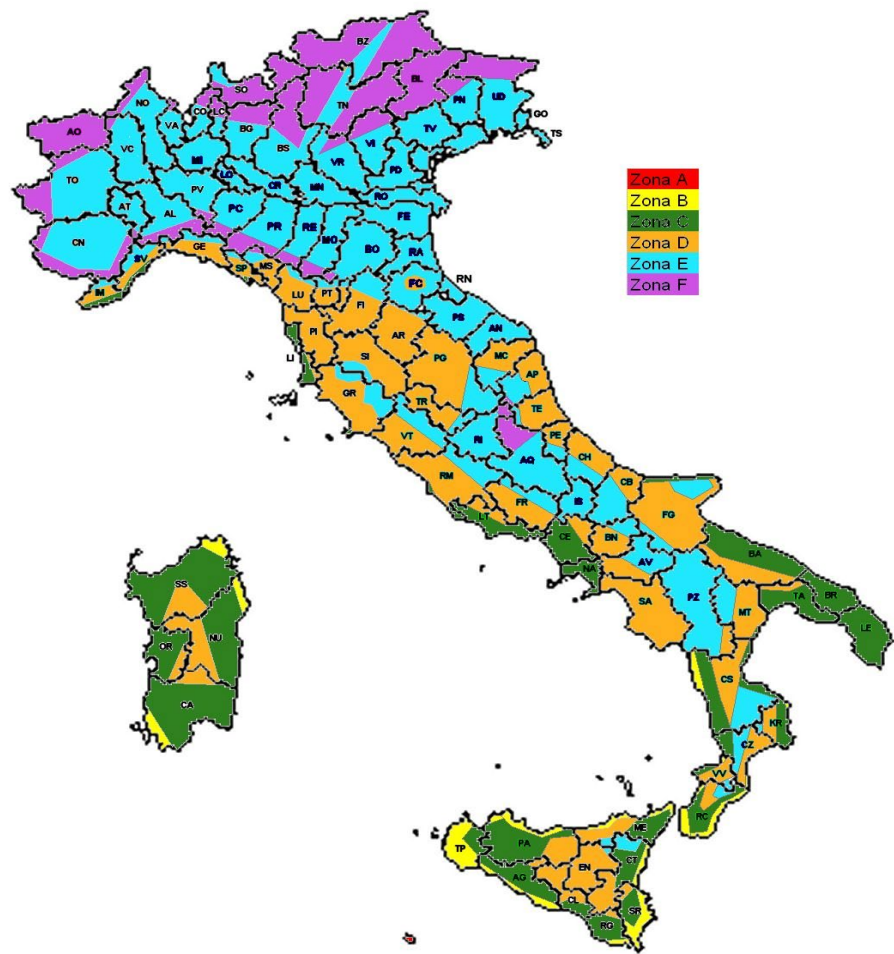 BZ
SO
BL
TN
NO
CO
LC
PN
UD
VA
GO
AO
BG
TV
TS
VC
MI
BS
VI
VR
PD
TO
LO
CR
MN
PV
RO
AT
AL
PC
FE
PR
RE
MO
CN
GE
BO
RA
SV
SP
MS
FC
RN
IM
LU
PT
FI
PS
PI
AR
AN
LI
SI
PG
MC
AP
GR
TR
TE
VT
RI
PE
AQ
CH
RM
CB
FR
IS
FG
LT
CE
BN
BA
NA
AV
SS
SA
PZ
MT
TA
BR
NU
LE
OR
CS
CA
KR
CZ
VV
RC
ME
PA
TP
CT
EN
AG
CL
SR
RG
Zona A
Zona B
Zona C
Zona D
Zona E
Zona F